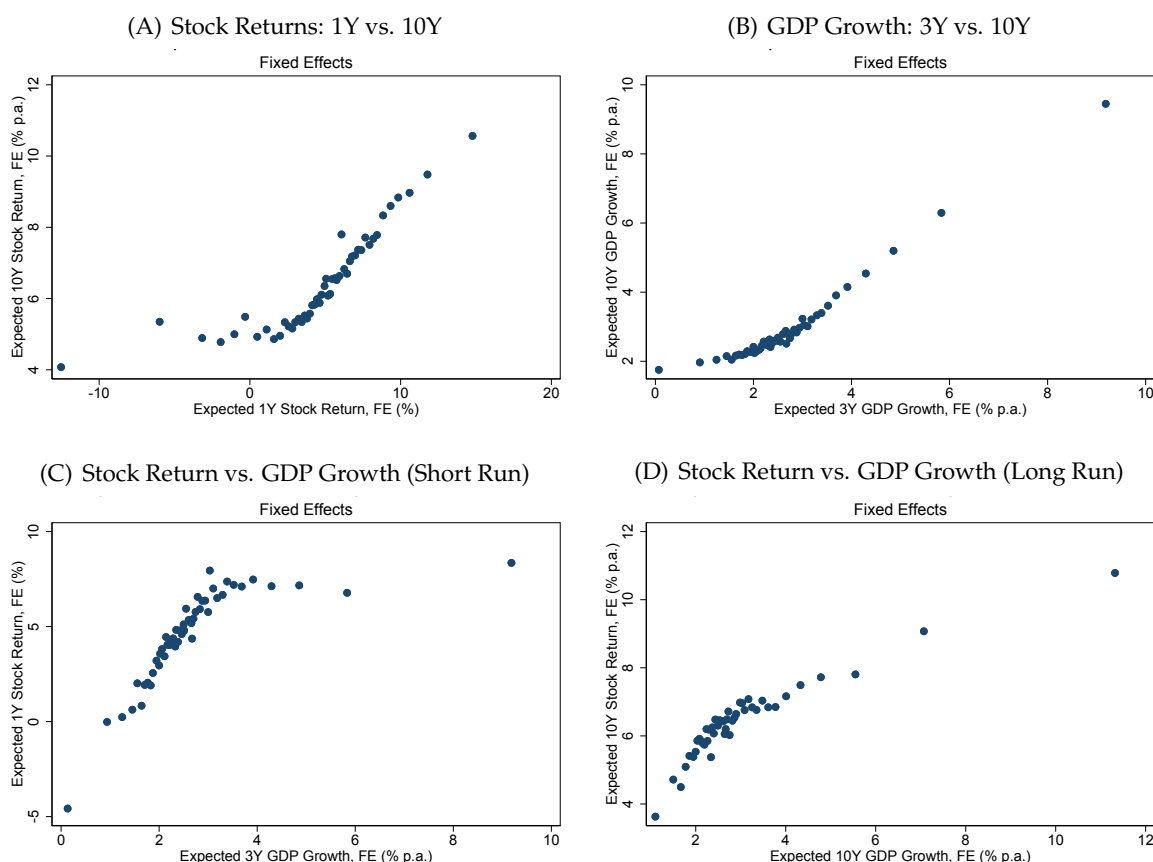 (A) Stock Returns: 1Y vs. 10Y
Fixed Effects
Expected 10Y Stock Return, FE (% p.a.)
12
10
8
6
4
-10
0
10
20
Expected 1Y Stock Return, FE (%)
(B) GDP Growth: 3Y vs. 10Y
Fixed Effects
Expected 10Y GDP Growth, FE (% p.a.)
10
8
6
4
2
0
2
4
6
8
10
Expected 3Y GDP Growth, FE (% p.a.)
(C) Stock Return vs. GDP Growth (Short Run)
Fixed Effects
Expected 1Y Stock Return, FE (%)
10
5
0
-5
0
2
4
6
8
10
Expected 3Y GDP Growth, FE (% p.a.)
(D) Stock Return vs. GDP Growth (Long Run)
Fixed Effects
Expected 10Y Stock Return, FE (% p.a.)
12
10
8
6
4
2
4
6
8
10
12
Expected 10Y GDP Growth, FE (% p.a.)